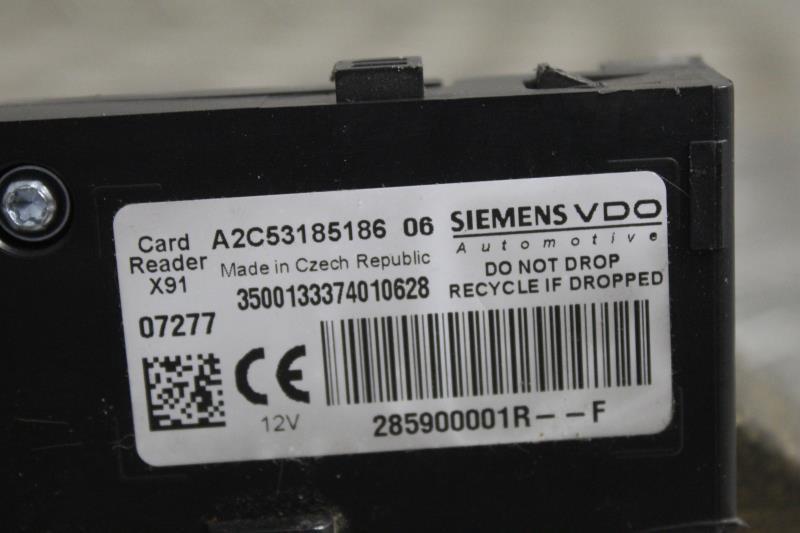 Card Reader X91
A2C53185186 06
SIEMENS VDO
Automotive
Made in Czech Republic
DO NOT DROP
RECYCLE IF DROPPED
3500133374010628
07277
CE
12V
285900001R--F